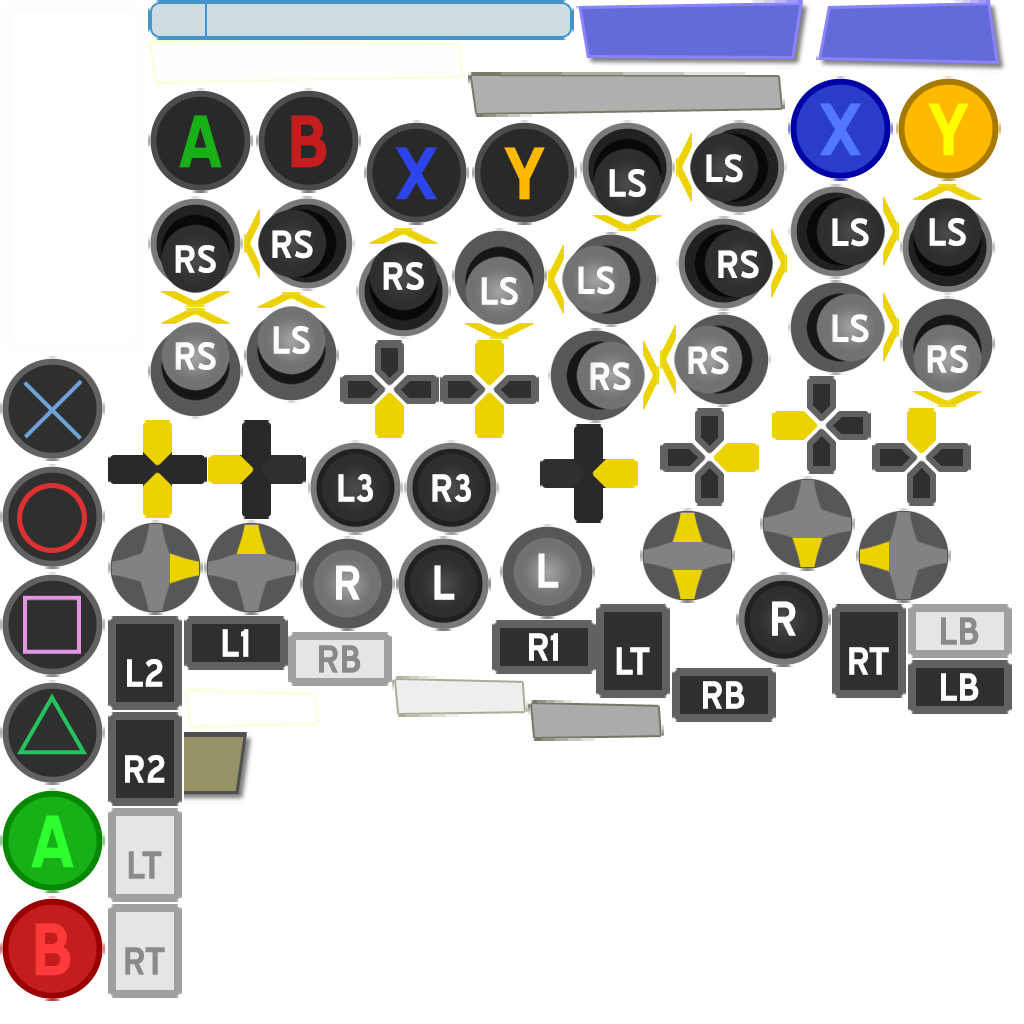 A B X Y LS LS X Y
RS RS RS LS LS RS LS LS
RS LS RS RS LS RS
L3 R3
R L L R
L2 L1 RB R1 LT RT LB
RB LB
R2
A LT
B RT